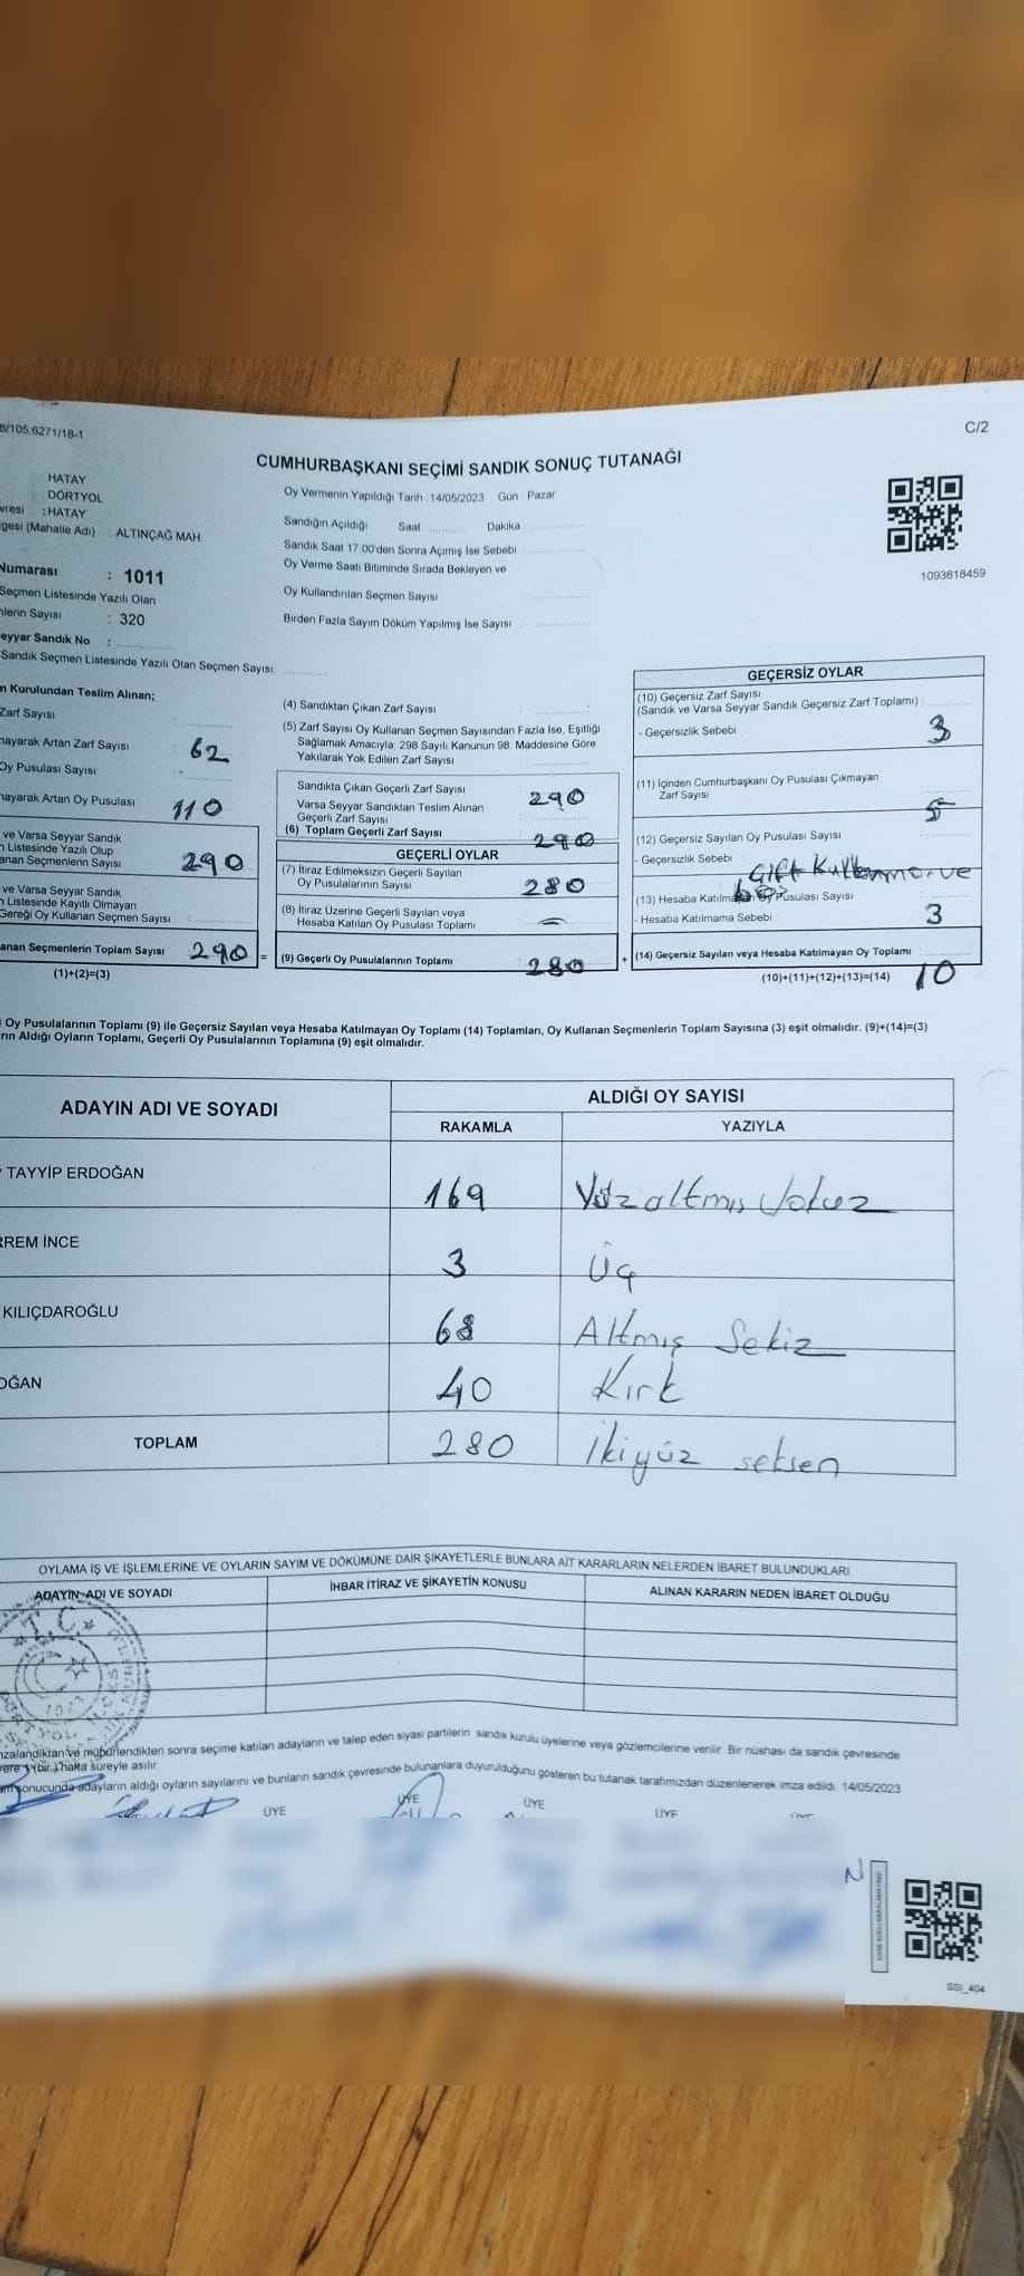 B/105.6271/18-1
C/2
CUMHURBAŞKANI SEÇİMİ SANDIK SONUÇ TUTANAĞI
HATAY
DÖRTYOL
:HATAY
(Mahalle Adı) ALTINÇAĞ MAH.
Oy Vermenin Yapıldığı Tarih :14/05/2023 Gün Pazar
Sandığın Açıldığı Saat Dakika
Sandık Saat 17.00'den Sonra Açılmış İse Sebebi
Oy Verme Saati Bitiminde Sırada Bekleyen ve
Oy Kullandırılan Seçmen Sayısı
Birden Fazla Sayım Döküm Yapılmış İse Sayısı
1093618459
Numarası : 1011
Seçmen Listesinde Yazılı Olan
Sayısı : 320
eyyar Sandık No :
Sandık Seçmen Listesinde Yazılı Olan Seçmen Sayısı:
n Kurulundan Teslim Alınan;
Zarf Sayısı
mayarak Artan Zarf Sayısı 62
Oy Pusulası Sayısı
mayarak Artan Oy Pusulası 110
ve Varsa Seyyar Sandık
n Listesinde Yazılı Olup
anan Seçmenlerin Sayısı 290
ve Varsa Seyyar Sandık
n Listesinde Kayıtlı Olmayan
Gereği Oy Kullanan Seçmen Sayısı
anan Seçmenlerin Toplam Sayısı 290 =
(1)+(2)=(3)
(4) Sandıktan Çıkan Zarf Sayısı
(5) Zarf Sayısı Oy Kullanan Seçmen Sayısından Fazla İse, Eşitliği
Sağlamak Amacıyla, 298 Sayılı Kanunun 98. Maddesine Göre
Yakılarak Yok Edilen Zarf Sayısı
Sandıkta Çıkan Geçerli Zarf Sayısı 290
Varsa Seyyar Sandıktan Teslim Alınan
Geçerli Zarf Sayısı
(6) Toplam Geçerli Zarf Sayısı 290
GEÇERLİ OYLAR
(7) İtiraz Edilmeksizin Geçerli Sayılan
Oy Pusulalarının Sayısı 280
(8) İtiraz Üzerine Geçerli Sayılan veya
Hesaba Katılan Oy Pusulası Toplamı —
(9) Geçerli Oy Pusulalarının Toplamı 280 +
GEÇERSİZ OYLAR
(10) Geçersiz Zarf Sayısı
(Sandık ve Varsa Seyyar Sandık Geçersiz Zarf Toplamı)
- Geçersizlik Sebebi 3
(11) İçinden Cumhurbaşkanı Oy Pusulası Çıkmayan
Zarf Sayısı
(12) Geçersiz Sayılan Oy Pusulası Sayısı
- Geçersizlik Sebebi
(13) Hesaba Katılmayan Oy Pusulası Sayısı
- Hesaba Katılmama Sebebi 3
(14) Geçersiz Sayılan veya Hesaba Katılmayan Oy Toplamı
(10)+(11)+(12)+(13)=(14) 10
Oy Pusulalarının Toplamı (9) ile Geçersiz Sayılan veya Hesaba Katılmayan Oy Toplamı (14) Toplamları, Oy Kullanan Seçmenlerin Toplam Sayısına (3) eşit olmalıdır. (9)+(14)=(3)
rın Aldığı Oyların Toplamı, Geçerli Oy Pusulalarının Toplamına (9) eşit olmalıdır.
ADAYIN ADI VE SOYADI ALDIĞI OY SAYISI
RAKAMLA YAZIYLA
TAYYİP ERDOĞAN 169 Yüzaltmış dokuz
RREM İNCE 3 Üç
KILIÇDAROĞLU 68 Altmış Sekiz
OĞAN 40 Kırk
TOPLAM 280 İkiyüz seksen
OYLAMA İŞ VE İŞLEMLERİNE VE OYLARIN SAYIM VE DÖKÜMÜNE DAİR ŞİKAYETLERLE BUNLARA AİT KARARLARIN NELERDEN İBARET BULUNDUKLARI
ADAYIN ADI VE SOYADI İHBAR İTİRAZ VE ŞİKAYETİN KONUSU ALINAN KARARIN NEDEN İBARET OLDUĞU
T.C.
mzalandıktan ve mühürlendikten sonra seçime katılan adayların ve talep eden siyasi partilerin sandık kurulu üyelerine veya gözlemcilerine verilir. Bir nüshası da sandık çevresinde
1 (bir) hafta süreyle asılır.
sonucunda adayların aldığı oyların sayılarını ve bunların sandık çevresinde bulunanlara duyurulduğunu gösteren bu tutanak tarafımızdan düzenlenerek imza edildi. 14/05/2023
ÜYE ÜYE ÜYE ÜYE
SSI_404